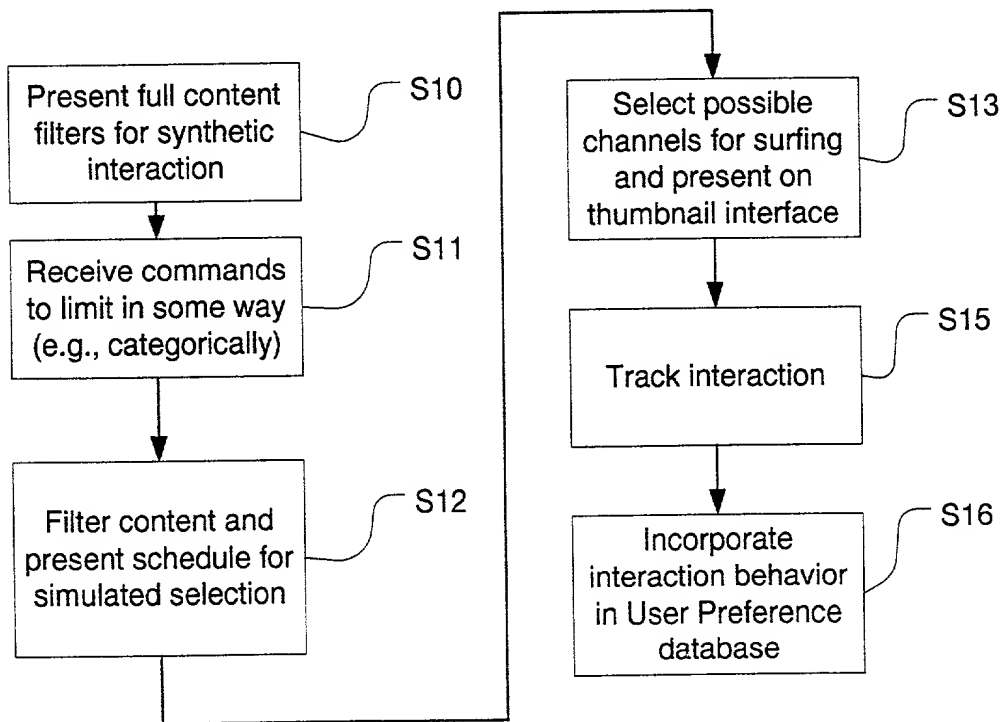 Present full content
filters for synthetic
interaction
S10
Receive commands
to limit in some way
(e.g., categorically)
S11
Filter content and
present schedule for
simulated selection
S12
Select possible
channels for surfing
and present on
thumbnail interface
S13
Track interaction
S15
Incorporate
interaction behavior
in User Preference
database
S16